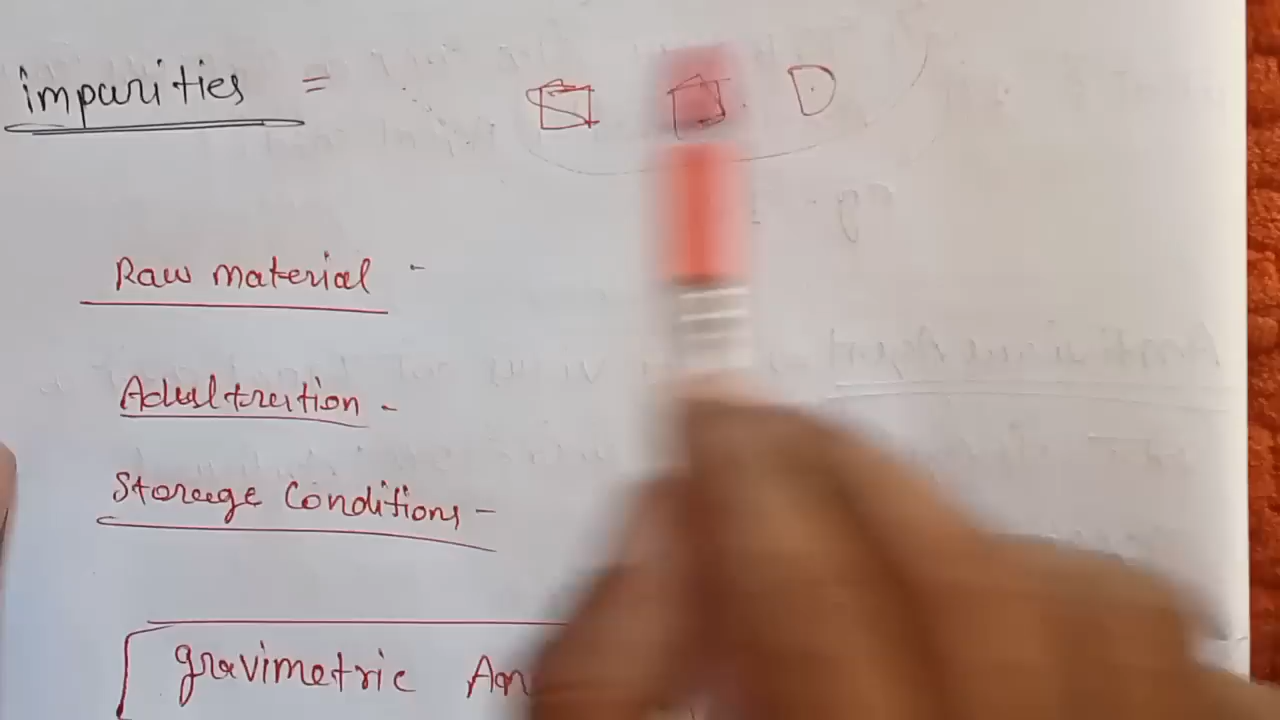 impurities =
D
Raw material -
Adultration -
Storage Conditions -
gravimetric An